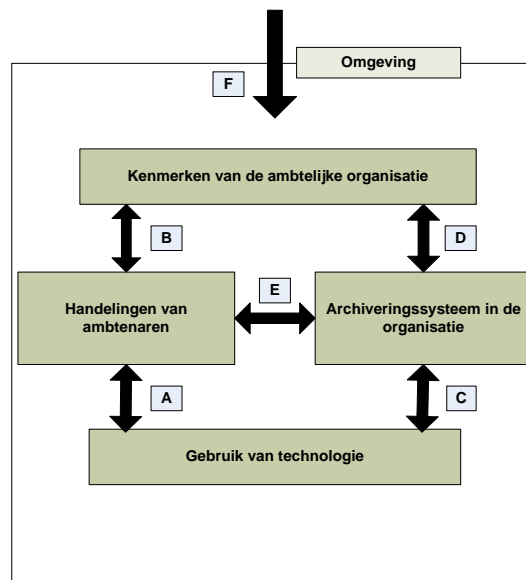 Omgeving
F
Kenmerken van de ambtelijke organisatie
B
D
Handelingen van
ambtenaren
E
Archiveringssysteem in de
organisatie
A
C
Gebruik van technologie